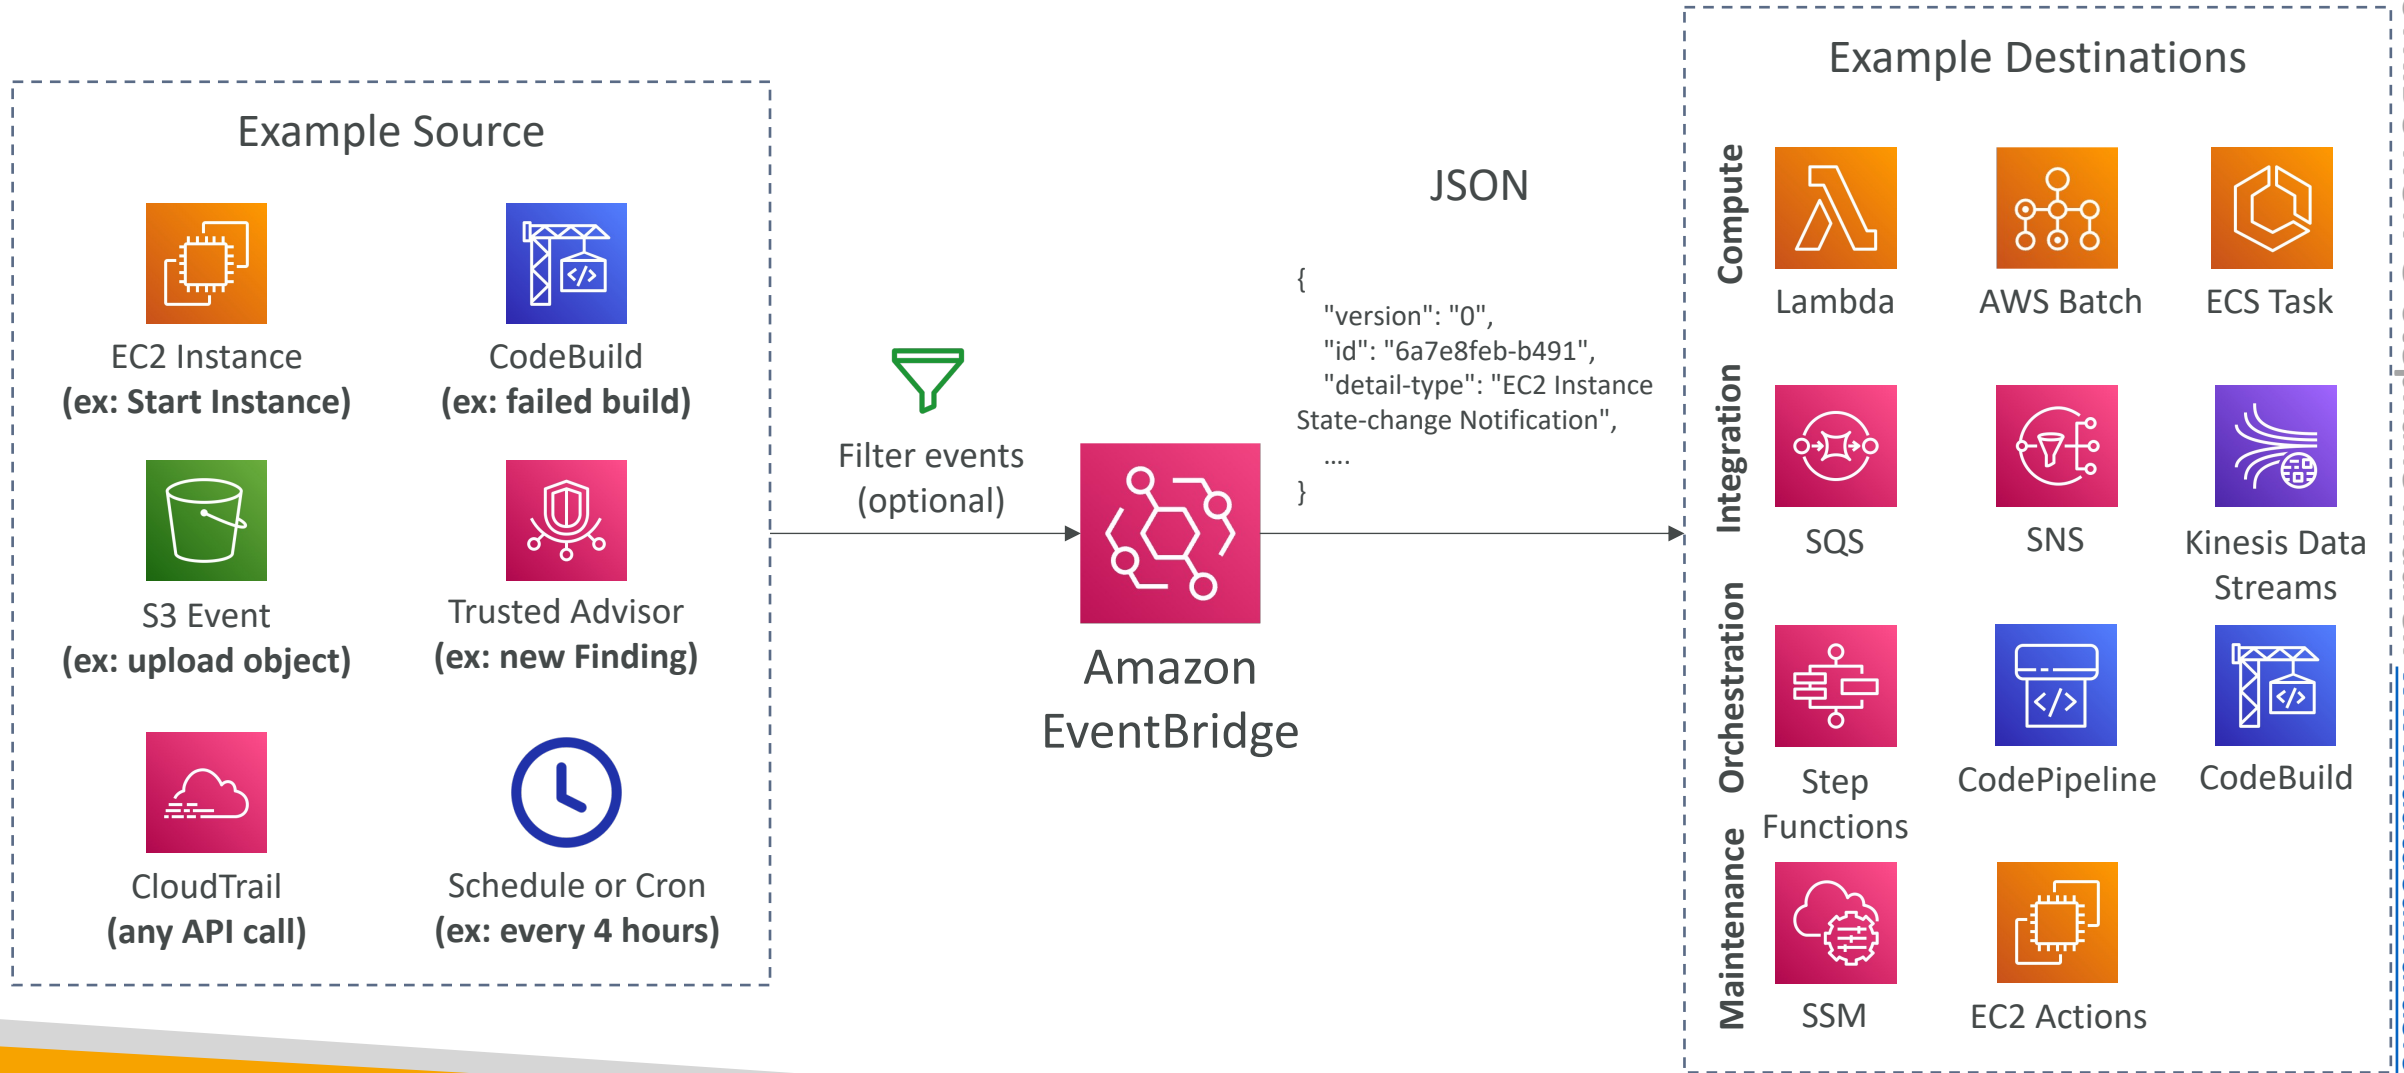 Example Source
EC2 Instance
(ex: Start Instance)
CodeBuild
(ex: failed build)
S3 Event
(ex: upload object)
Trusted Advisor
(ex: new Finding)
CloudTrail
(any API call)
Schedule or Cron
(ex: every 4 hours)
Filter events
(optional)
Amazon
EventBridge
JSON
{
"version": "0",
"id": "6a7e8feb-b491",
"detail-type": "EC2 Instance
State-change Notification",
....
}
Example Destinations
Compute
Lambda
AWS Batch
ECS Task
Integration
SQS
SNS
Kinesis Data
Streams
Orchestration
Step
Functions
CodePipeline
CodeBuild
Maintenance
SSM
EC2 Actions